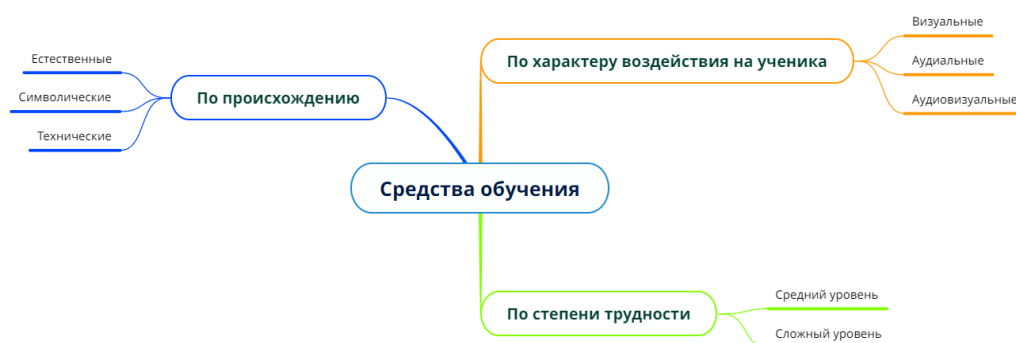 Средства обучения
По происхождению
Естественные
Символические
Технические
По характеру воздействия на ученика
Визуальные
Аудиальные
Аудиовизуальные
По степени трудности
Средний уровень
Сложный уровень